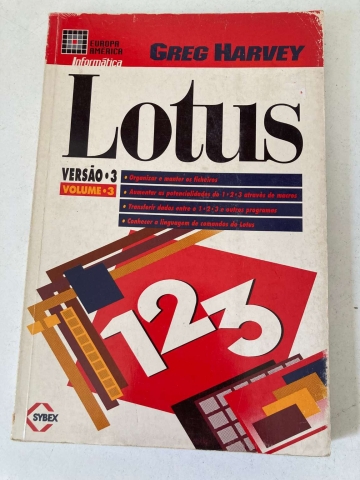 EUROPA
AMÉRICA
Informática
GREG HARVEY
Lotus
VERSÃO • 3
VOLUME • 3
• Organizar e manter os ficheiros
• Aumentar as potencialidades do 1•2•3 através de macros
• Transferir dados entre o 1•2•3 e outros programas
• Conhecer a linguagem de comandos do Lotus
123
SYBEX